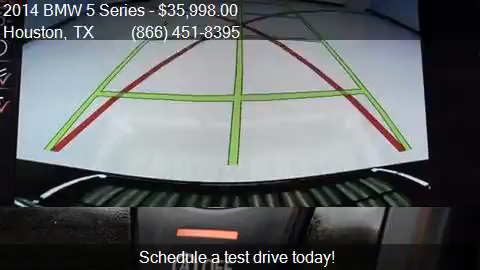 2014 BMW 5 Series - $35,998.00
Houston, TX (866) 451-8395
Schedule a test drive today!